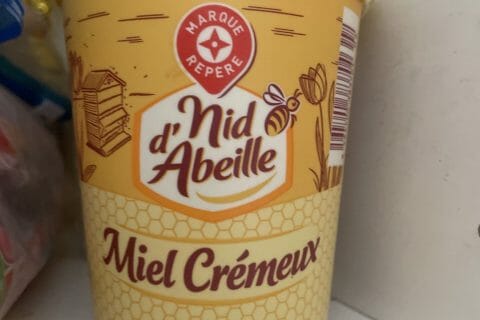 MARQUE
REPÈRE
Nid
d'Abeille
Miel Crémeux